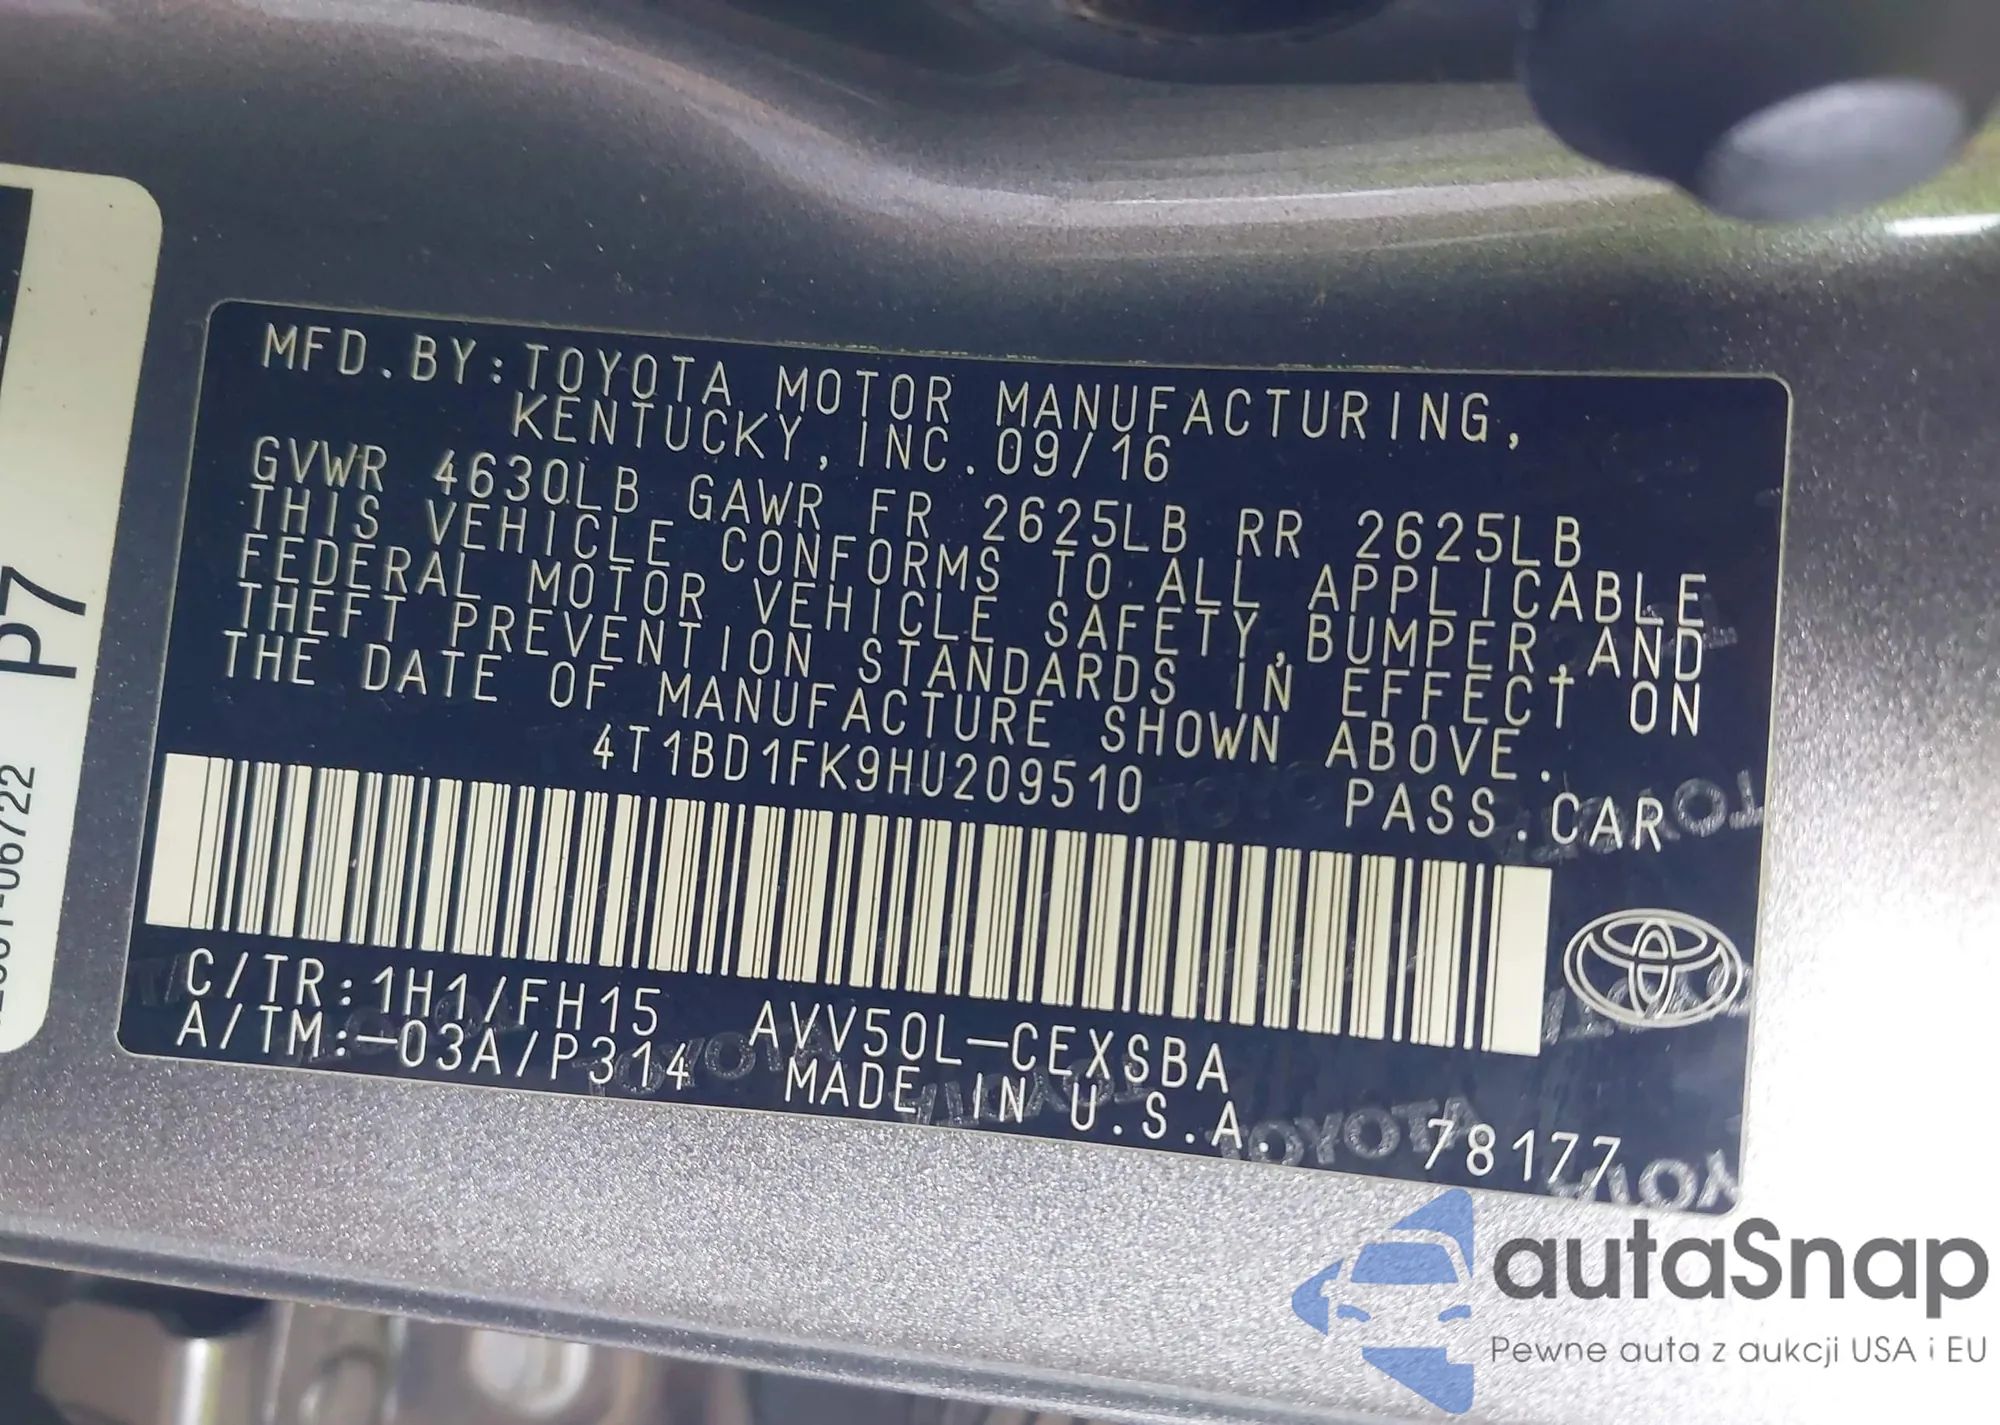 MFD.BY:TOYOTA MOTOR MANUFACTURING,
KENTUCKY,INC.09/16
GVWR 4630LB GAWR FR 2625LB RR 2625LB
THIS VEHICLE CONFORMS TO ALL APPLICABLE
FEDERAL MOTOR VEHICLE SAFETY,BUMPER,AND
THEFT PREVENTION STANDARDS IN EFFECT ON
THE DATE OF MANUFACTURE SHOWN ABOVE.
4T1BD1FK9HU209510 PASS.CAR
C/TR:1H1/FH15 AVV50L-CEXSBA
A/TM:-03A/P314 MADE IN U.S.A.
78177
P7
06722
TOYOTA
autaSnap
Pewne auta z aukcji USA i EU